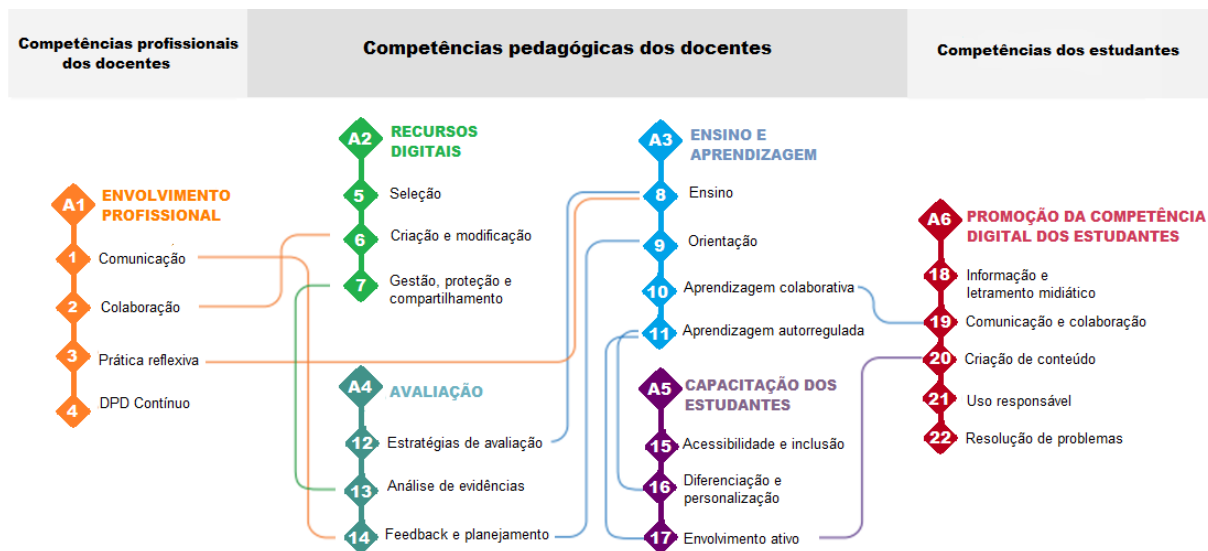 Competências profissionais
dos docentes
Competências pedagógicas dos docentes
Competências dos estudantes
A1
ENVOLVIMENTO
PROFISSIONAL
1
Comunicação
2
Colaboração
3
Prática reflexiva
4
DPD Contínuo
A2
RECURSOS
DIGITAIS
5
Seleção
6
Criação e modificação
7
Gestão, proteção e
compartilhamento
A4
AVALIAÇÃO
12
Estratégias de avaliação
13
Análise de evidências
14
Feedback e planejamento
A3
ENSINO E
APRENDIZAGEM
8
Ensino
9
Orientação
10
Aprendizagem colaborativa
11
Aprendizagem autorregulada
A5
CAPACITAÇÃO DOS
ESTUDANTES
15
Acessibilidade e inclusão
16
Diferenciação e
personalização
17
Envolvimento ativo
A6
PROMOÇÃO DA COMPETÊNCIA
DIGITAL DOS ESTUDANTES
18
Informação e
letramento midiático
19
Comunicação e colaboração
20
Criação de conteúdo
21
Uso responsável
22
Resolução de problemas